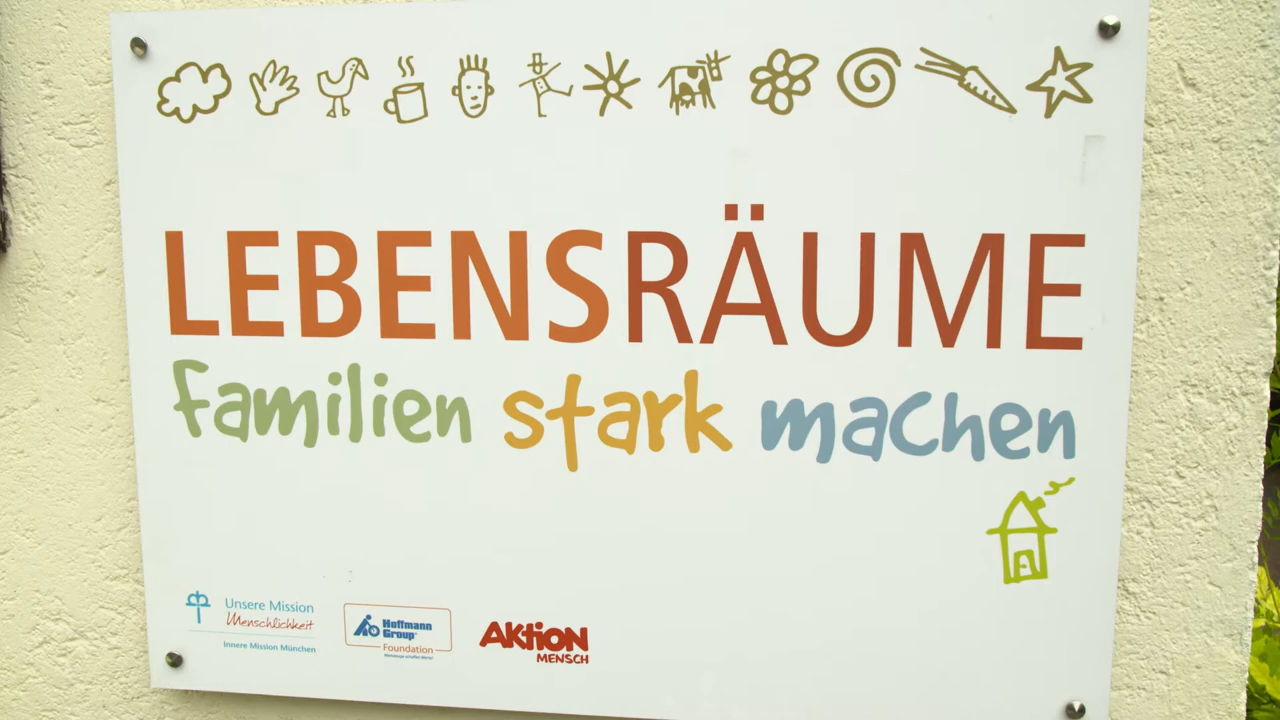 LEBENSRÄUME
familien stark machen
Unsere Mission
Menschlichkeit
Innere Mission München
Hoffmann
Group
Foundation
AKtiON
MENSCH